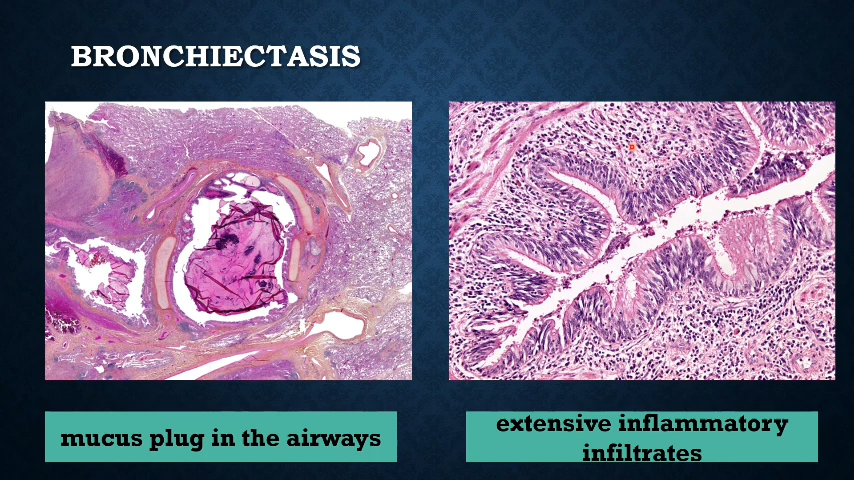 BRONCHIECTASIS
mucus plug in the airways
extensive inflammatory
infiltrates